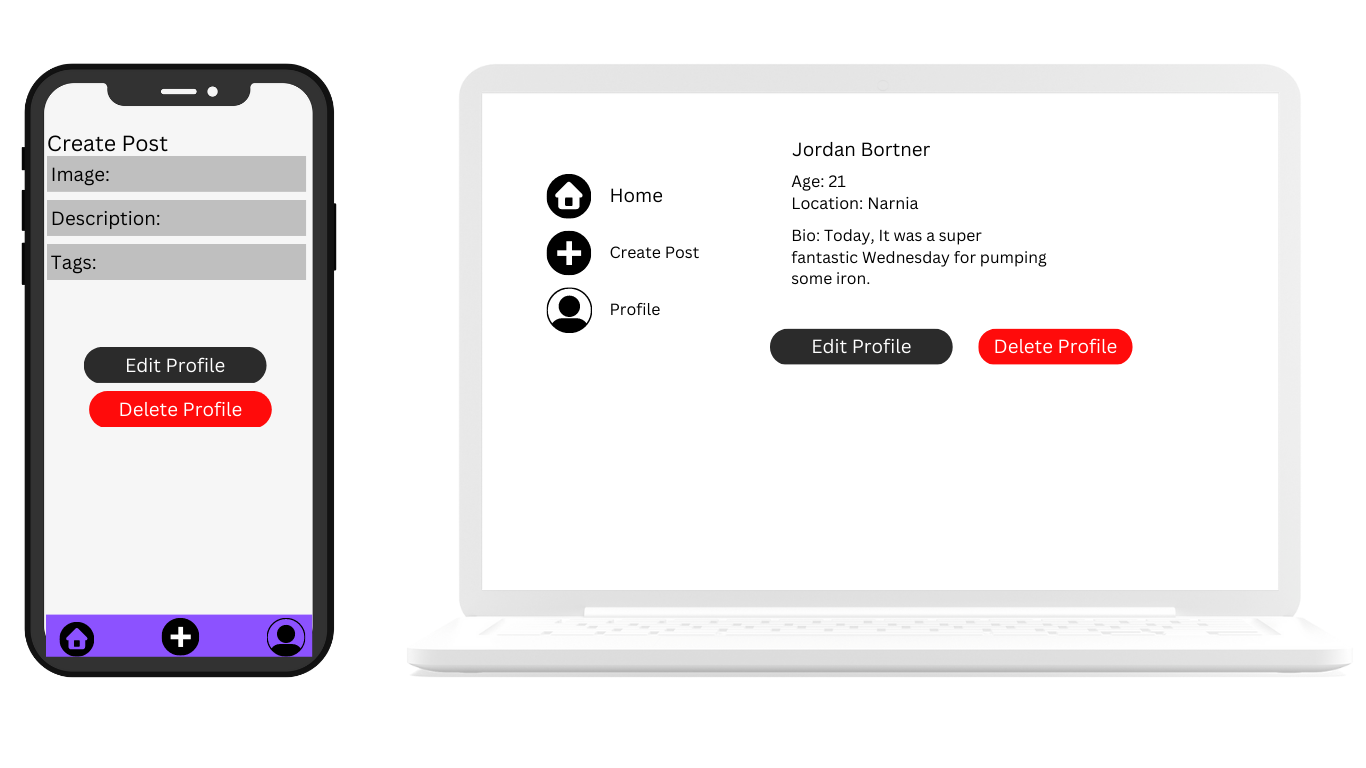 Create Post
Image:
Description:
Tags:
Edit Profile
Delete Profile
Home
Create Post
Profile
Jordan Bortner
Age: 21
Location: Narnia
Bio: Today, It was a super
fantastic Wednesday for pumping
some iron.
Edit Profile
Delete Profile